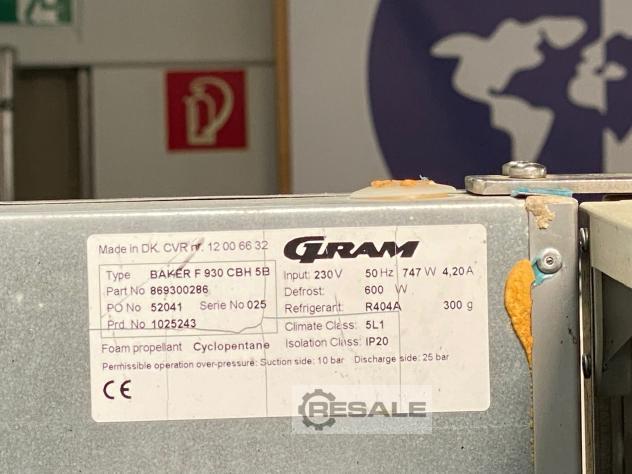 Made in DK. CVR nr. 12 00 66 32
GRAM
Type BAKER F 930 CBH 5B
Part No 869300286
PO No 52041 Serie No 025
Prd. No 1025243
Input: 230 V 50 Hz 747 W 4,20 A
Defrost: 600 W
Refrigerant: R404A 300 g
Climate Class: 5L1
Isolation Class: IP20
Foam propellant Cyclopentane
Permissible operation over-pressure: Suction side: 10 bar Discharge side: 25 bar
CE
RESALE